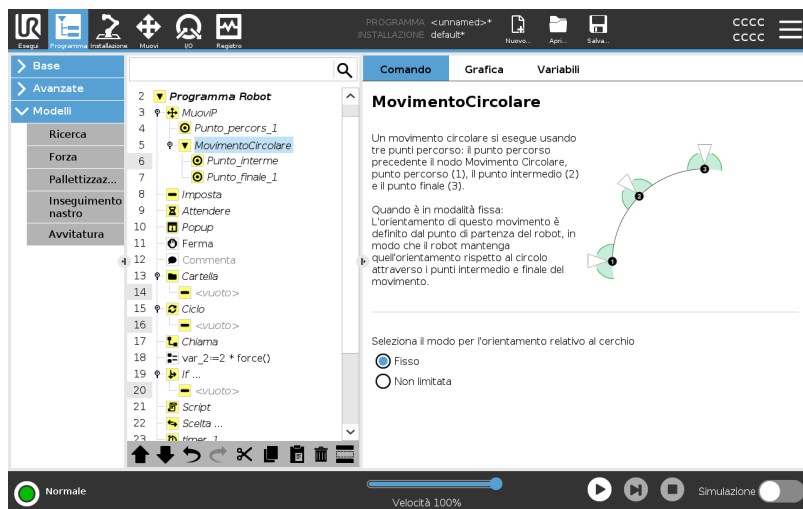 UR
PROGRAMMA <unnamed>*
INSTALLAZIONE default*
cccc
cccc
Esegui
Programma
Installazione
Muovi
I/O
Registro
Nuovo...
Apri...
Salva...
Base
Avanzate
Modelli
Ricerca
Forza
Pallettizzaz...
Inseguimento
nastro
Avvitatura
2 Programma Robot
3 MuoviP
4 Punto_percors_1
5 MovimentoCircolare
6 Punto_interme
7 Punto_finale_1
8 Imposta
9 Attendere
10 Popup
11 Ferma
12 Commenta
13 Cartella
14 <vuoto>
15 Ciclo
16 <vuoto>
17 Chiama
18 var_2≔2 * force()
19 If ...
20 <vuoto>
21 Script
22 Scelta ...
23 timer_1
Comando Grafica Variabili
MovimentoCircolare
Un movimento circolare si esegue usando
tre punti percorso: il punto percorso
precedente il nodo Movimento Circolare,
punto percorso (1), il punto intermedio (2)
e il punto finale (3).
Quando è in modalità fissa:
L'orientamento di questo movimento è
definito dal punto di partenza del robot, in
modo che il robot mantenga
quell'orientamento rispetto al circolo
attraverso i punti intermedio e finale del
movimento.
3
2
1
Seleziona il modo per l'orientamento relativo al cerchio
Fisso
Non limitata
Normale
Velocità 100%
Simulazione